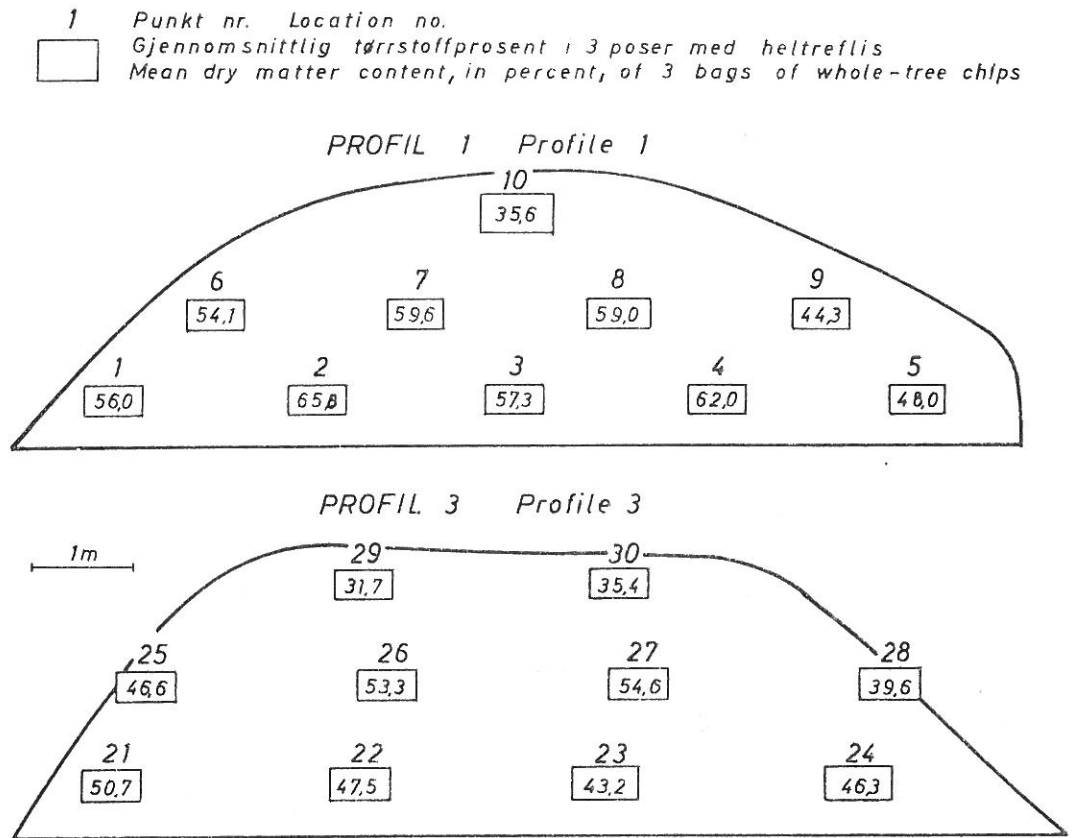 1 Punkt nr. Location no.
Gjennomsnittlig tørrstoffprosent i 3 poser med heltreflis
Mean dry matter content, in percent, of 3 bags of whole-tree chips
PROFIL 1 Profile 1
10
35,6
6 7 8 9
54,1 59,6 59,0 44,3
1 2 3 4 5
56,0 65,8 57,3 62,0 48,0
PROFIL 3 Profile 3
1m
29 30
31,7 35,4
25 26 27 28
46,6 53,3 54,6 39,6
21 22 23 24
50,7 47,5 43,2 46,3